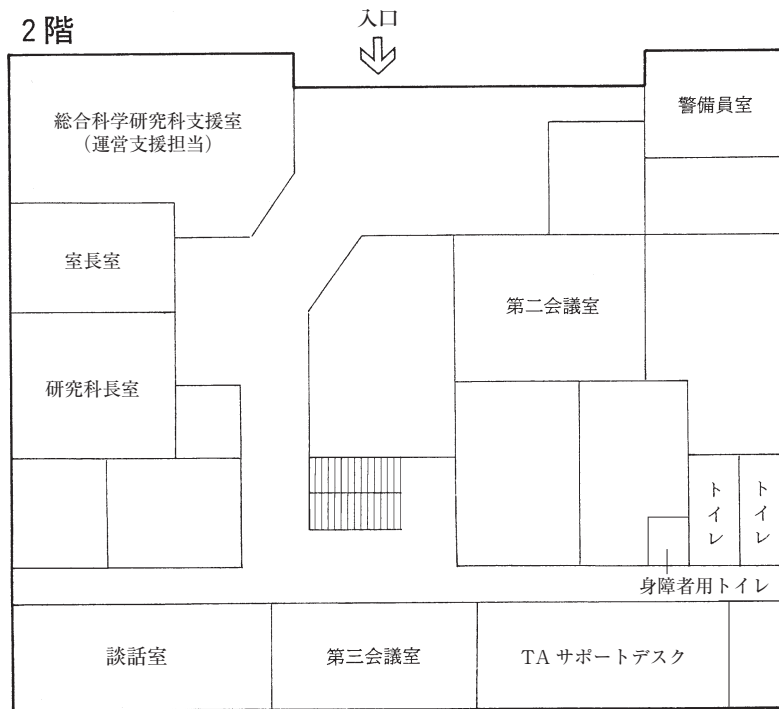 2階
入口
総合科学研究科支援室
（運営支援担当）
警備員室
室長室
第二会議室
研究科長室
トイレ
トイレ
身障者用トイレ
談話室
第三会議室
TAサポートデスク